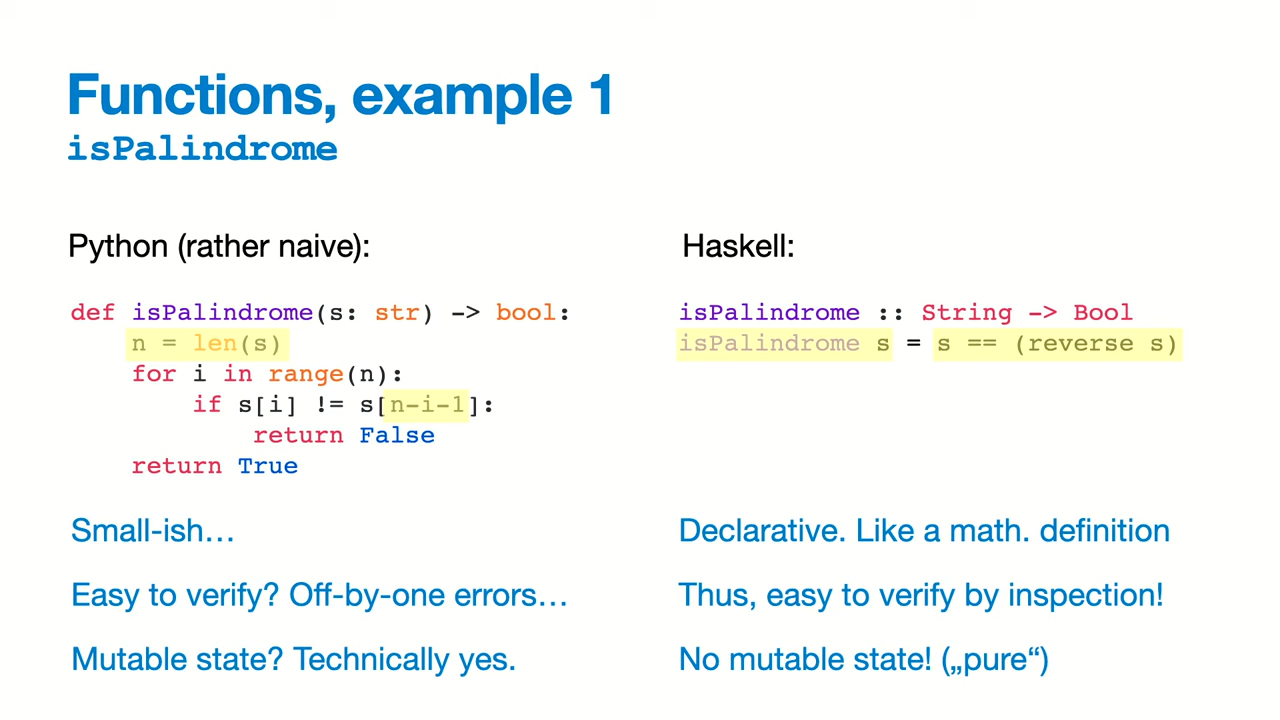 Functions, example 1
isPalindrome
Python (rather naive):
def isPalindrome(s: str) -> bool:
    n = len(s)
    for i in range(n):
        if s[i] != s[n-i-1]:
            return False
    return True
Small-ish…
Easy to verify? Off-by-one errors…
Mutable state? Technically yes.
Haskell:
isPalindrome :: String -> Bool
isPalindrome s = s == (reverse s)
Declarative. Like a math. definition
Thus, easy to verify by inspection!
No mutable state! („pure“)